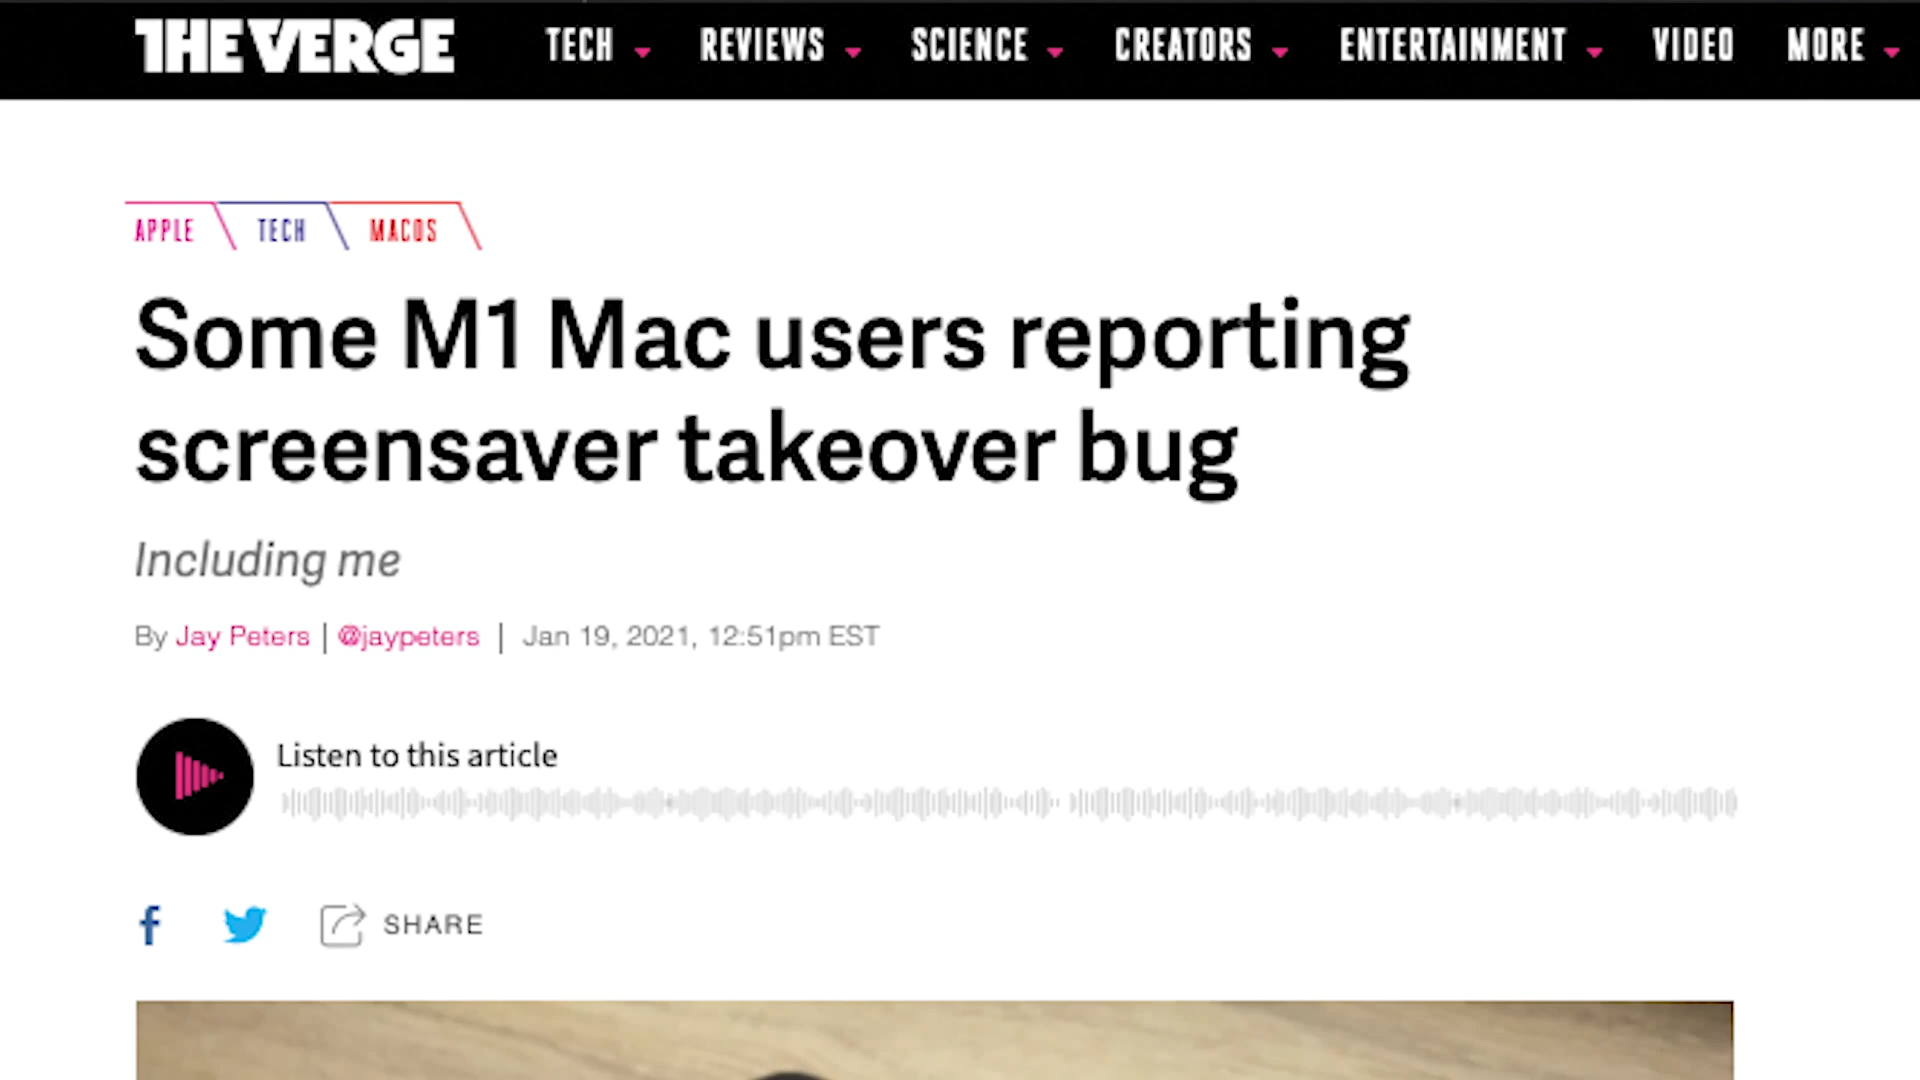 THE VERGE TECH REVIEWS SCIENCE CREATORS ENTERTAINMENT VIDEO MORE
APPLE TECH MACOS
Some M1 Mac users reporting
screensaver takeover bug
Including me
By Jay Peters | @jaypeters | Jan 19, 2021, 12:51pm EST
Listen to this article
SHARE